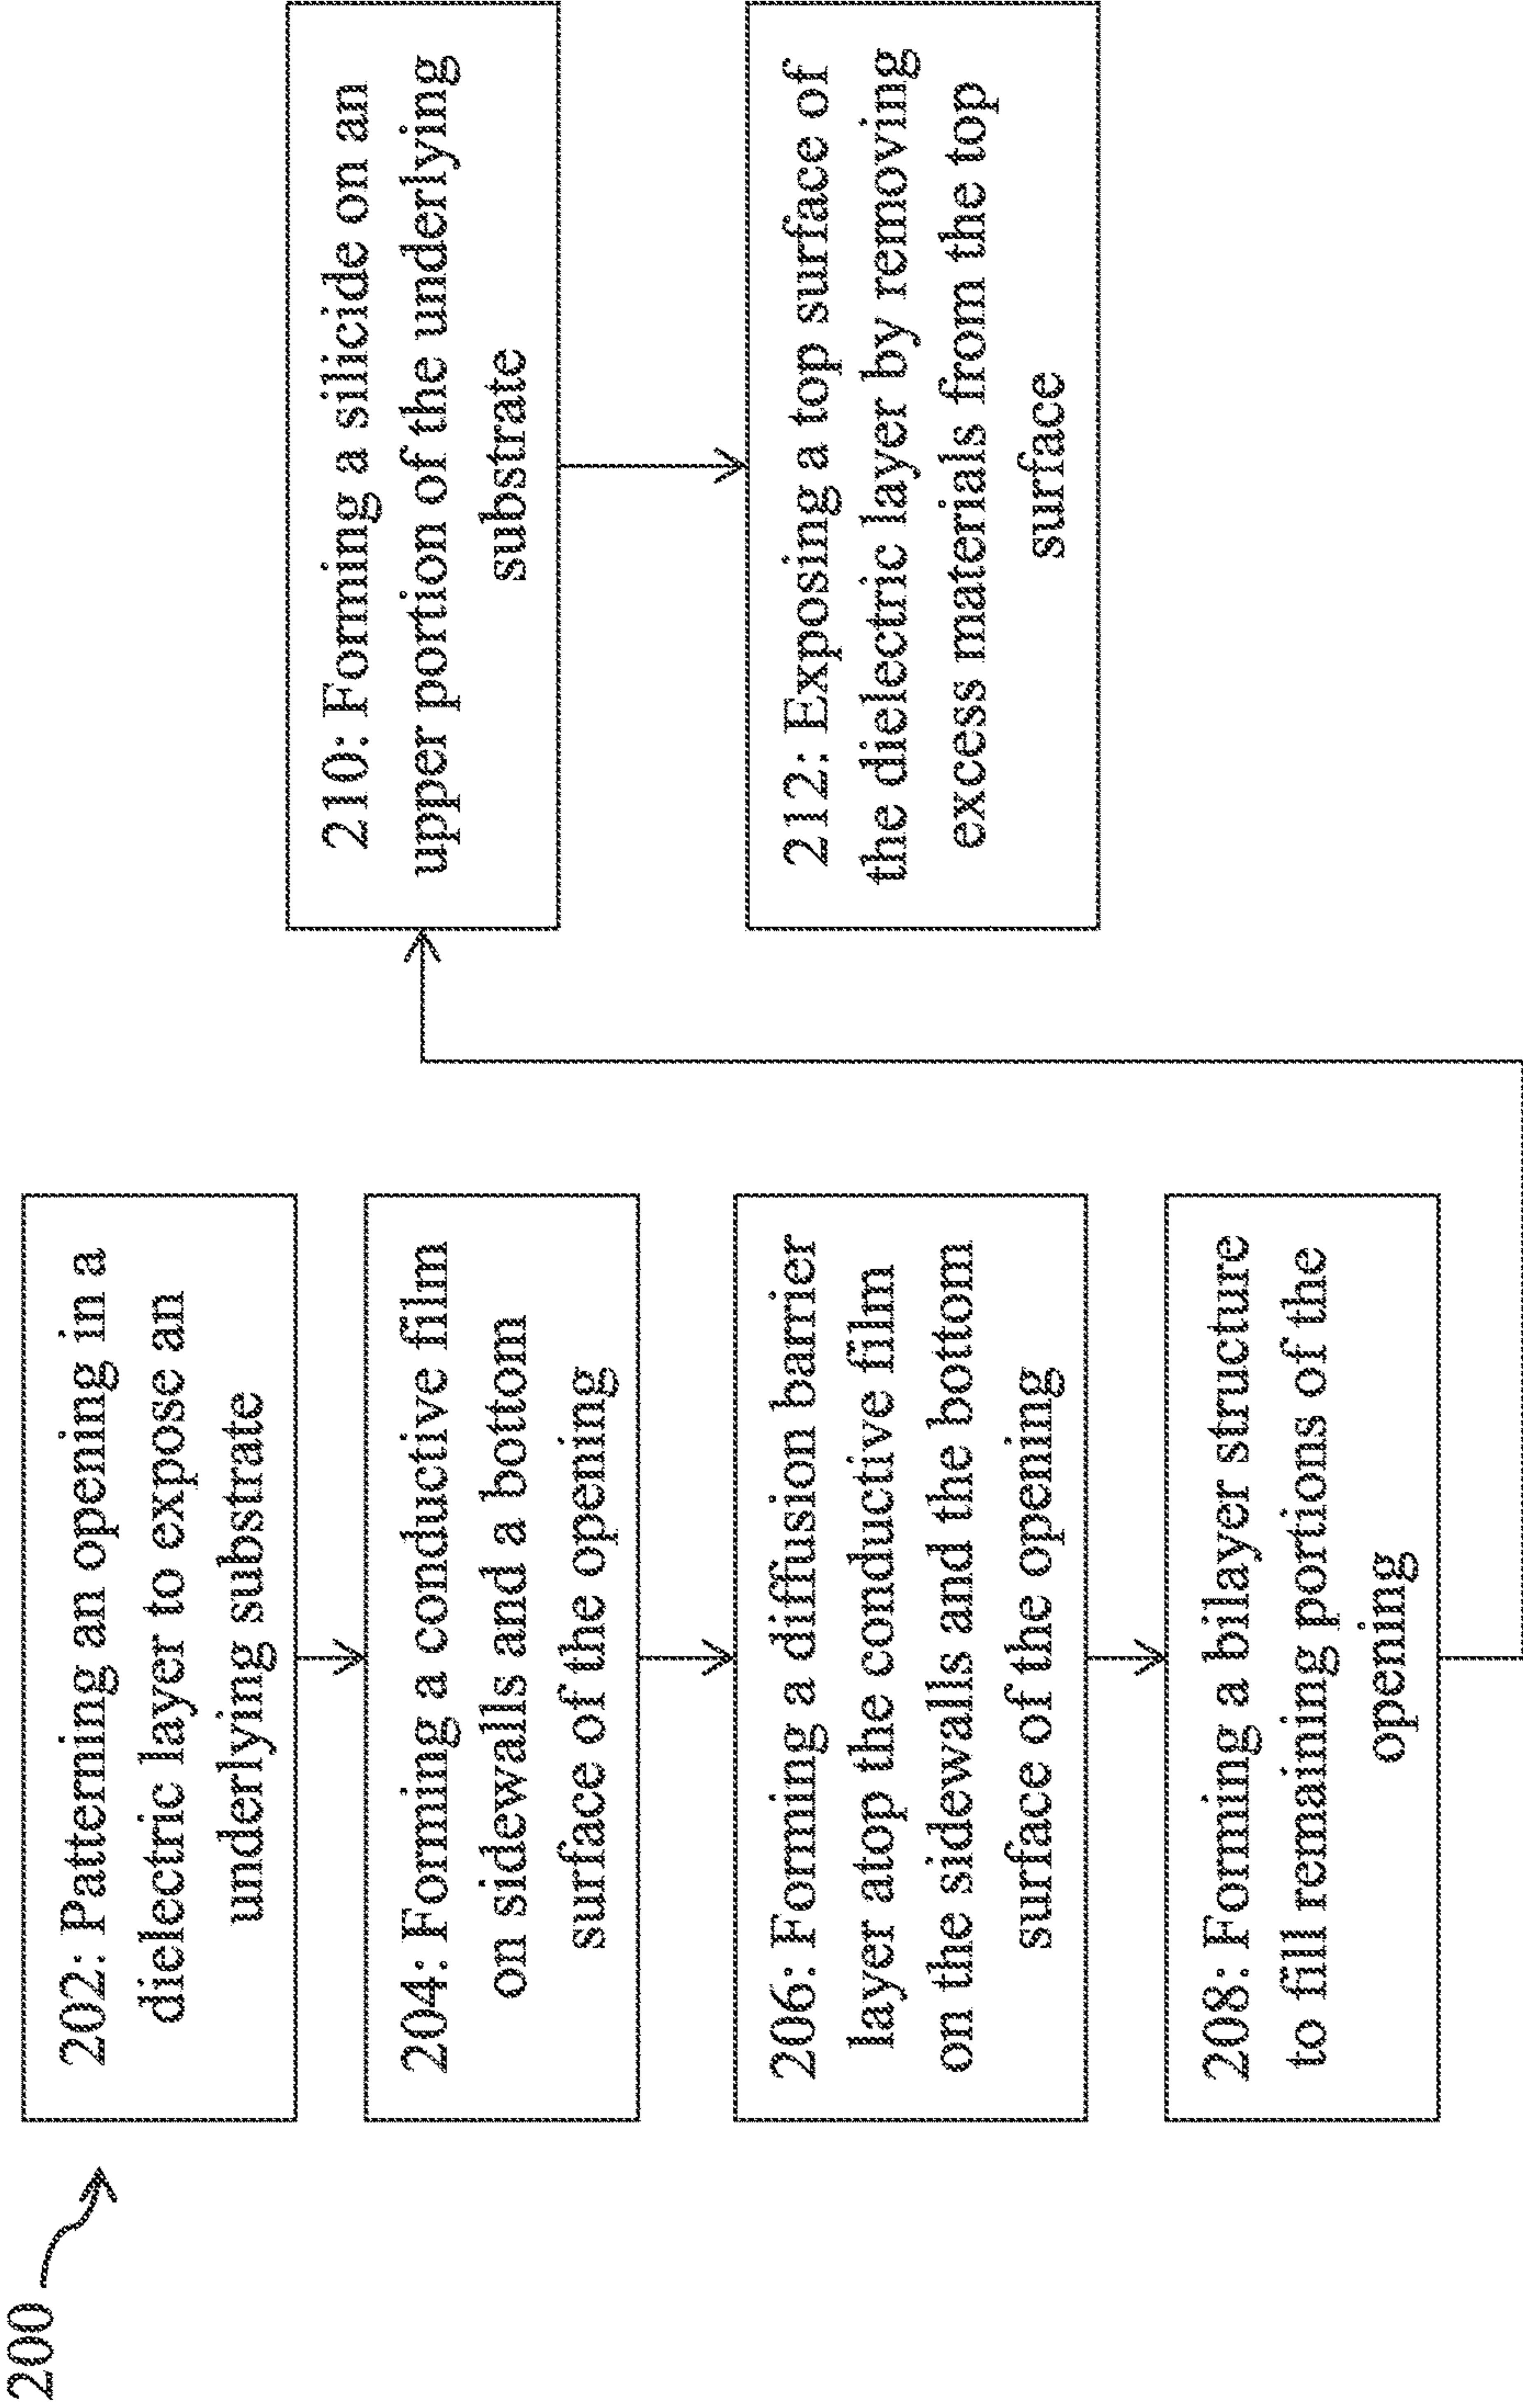 200
202: Patterning an opening in a
dielectric layer to expose an
underlying substrate
204: Forming a conductive film
on sidewalls and a bottom
surface of the opening
206: Forming a diffusion barrier
layer atop the conductive film
on the sidewalls and the bottom
surface of the opening
208: Forming a bilayer structure
to fill remaining portions of the
opening
210: Forming a silicide on an
upper portion of the underlying
substrate
212: Exposing a top surface of
the dielectric layer by removing
excess materials from the top
surface